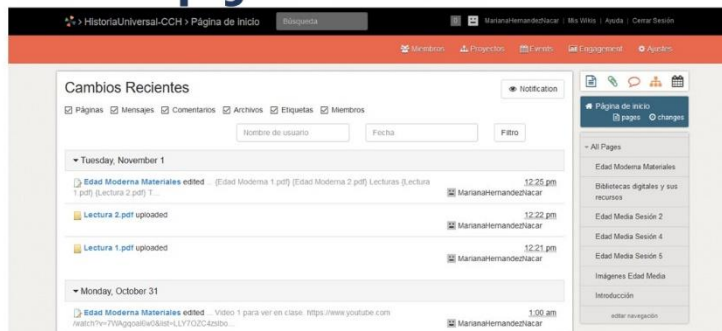 HistoriaUniversal-CCH > Página de inicio
Búsqueda
0
MarianaHernandezNacar | Mis Wikis | Ayuda | Cerrar Sesión
Miembros
Proyectos
Events
Engagement
Ajustes
Cambios Recientes
Notification
Páginas Mensajes Comentarios Archivos Etiquetas Miembros
Nombre de usuario
Fecha
Filtro
Tuesday, November 1
Edad Moderna Materiales edited ... {Edad Moderna 1.pdf} {Edad Moderna 2.pdf} Lecturas {Lectura
1.pdf} {Lectura 2.pdf} T...
12:25 pm
MarianaHernandezNacar
Lectura 2.pdf uploaded
12:22 pm
MarianaHernandezNacar
Lectura 1.pdf uploaded
12:21 pm
MarianaHernandezNacar
Monday, October 31
Edad Moderna Materiales edited ... Video 1 para ver en clase, https://www.youtube.com
1:00 am
MarianaHernandezNacar
Página de inicio
pages changes
All Pages
Edad Moderna Materiales
Bibliotecas digitales y sus
recursos
Edad Media Sesión 2
Edad Media Sesión 4
Edad Media Sesión 5
Imágenes Edad Media
Introducción
editar navegación